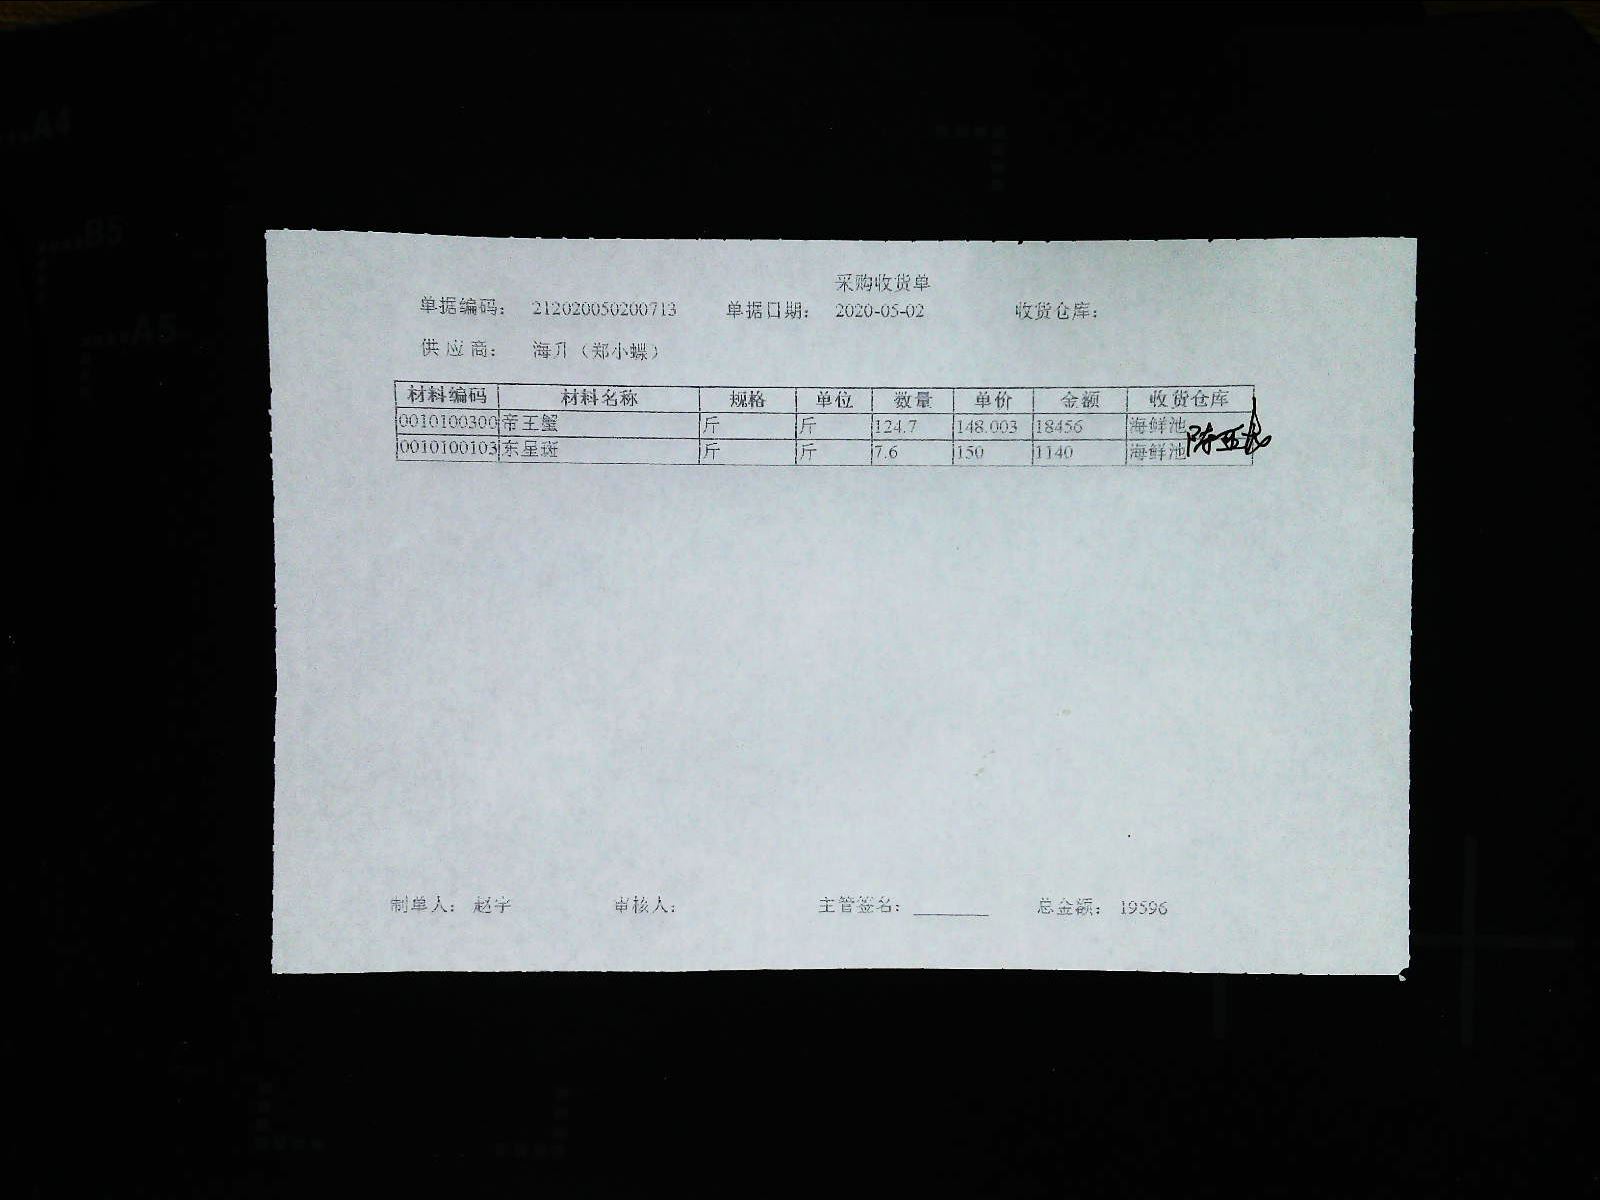 采购收货单
单据编码: 212020050200713 单据日期: 2020-05-02 收货仓库:
供应商: 海升（郑小蝶）
材料编码 材料名称 规格 单位 数量 单价 金额 收货仓库
0010100300 帝王蟹 斤 斤 124.7 148.003 18456 海鲜池
0010100103 东星斑 斤 斤 7.6 150 1140 海鲜池
制单人: 赵宇 审核人: 主管签名: 总金额: 19596
A4
B5
A5